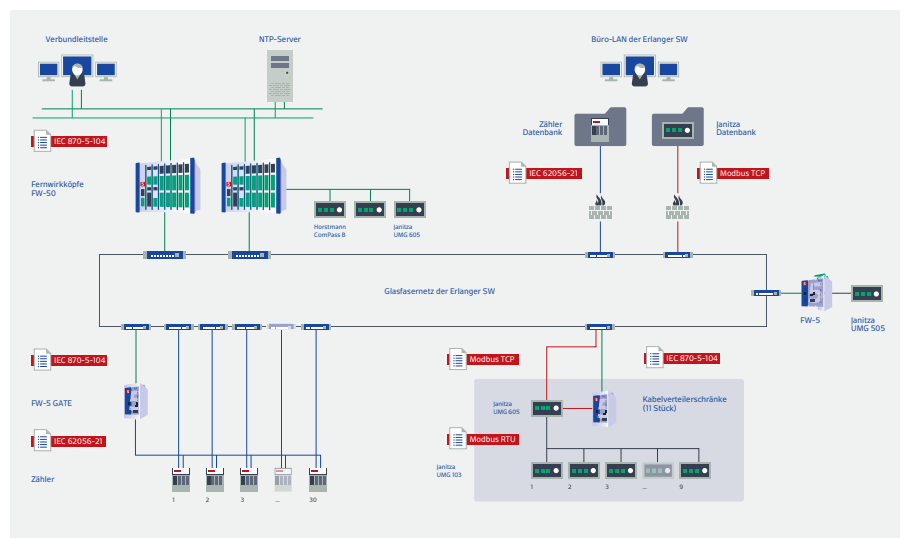 Verbundleitstelle
NTP-Server
Büro-LAN der Erlanger SW
Zähler
Datenbank
Janitza
Datenbank
IEC 870-5-104
IEC 62056-21
Modbus TCP
Fernwirkköpfe
FW-50
Horstmann
ComPass B
Janitza
UMG 605
Glasfasernetz der Erlanger SW
FW-5
Janitza
UMG 505
IEC 870-5-104
Modbus TCP
IEC 870-5-104
FW-5 GATE
Janitza
UMG 605
Kabelverteilerschränke
(11 Stück)
IEC 62056-21
Modbus RTU
Zähler
Janitza
UMG 103
1
2
3
...
30
1
2
3
...
9